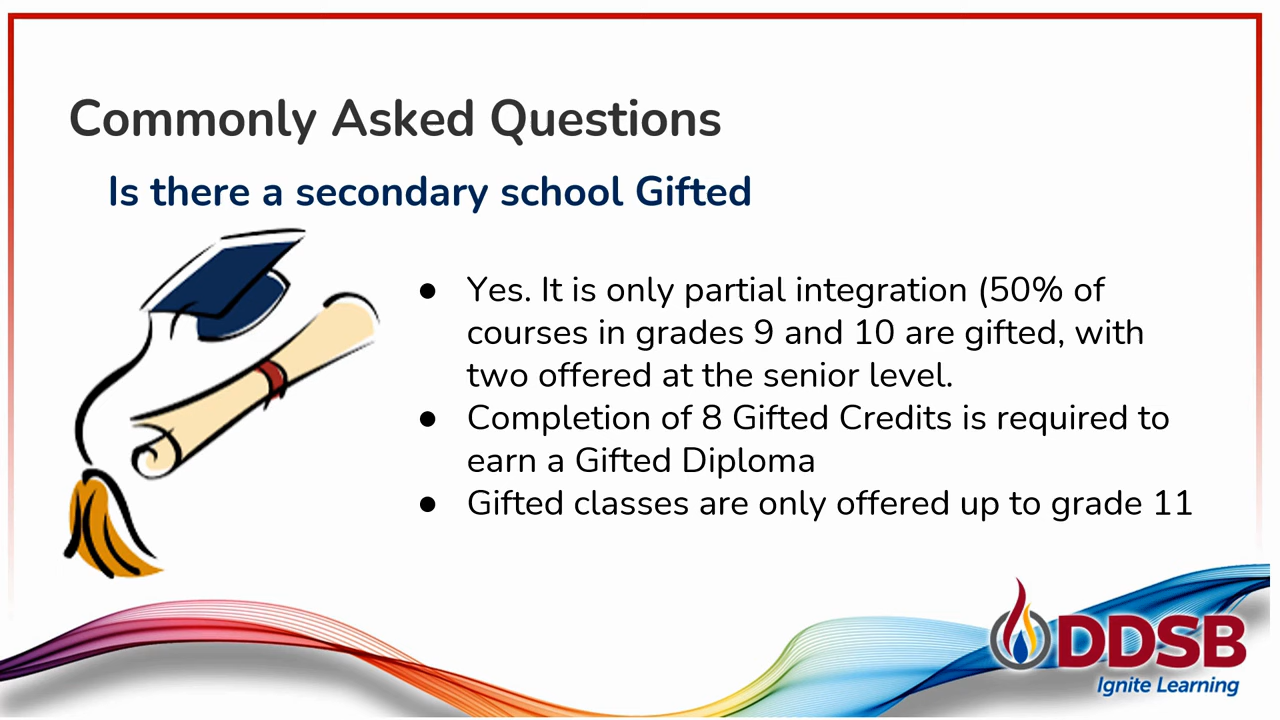 Commonly Asked Questions
Is there a secondary school Gifted
● Yes. It is only partial integration (50% of
courses in grades 9 and 10 are gifted, with
two offered at the senior level.
● Completion of 8 Gifted Credits is required to
earn a Gifted Diploma
● Gifted classes are only offered up to grade 11
DDSB
Ignite Learning